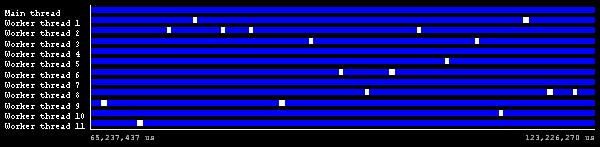 Main thread
Worker thread 1
Worker thread 2
Worker thread 3
Worker thread 4
Worker thread 5
Worker thread 6
Worker thread 7
Worker thread 8
Worker thread 9
Worker thread 10
Worker thread 11
65,237,437 us 123,226,270 us